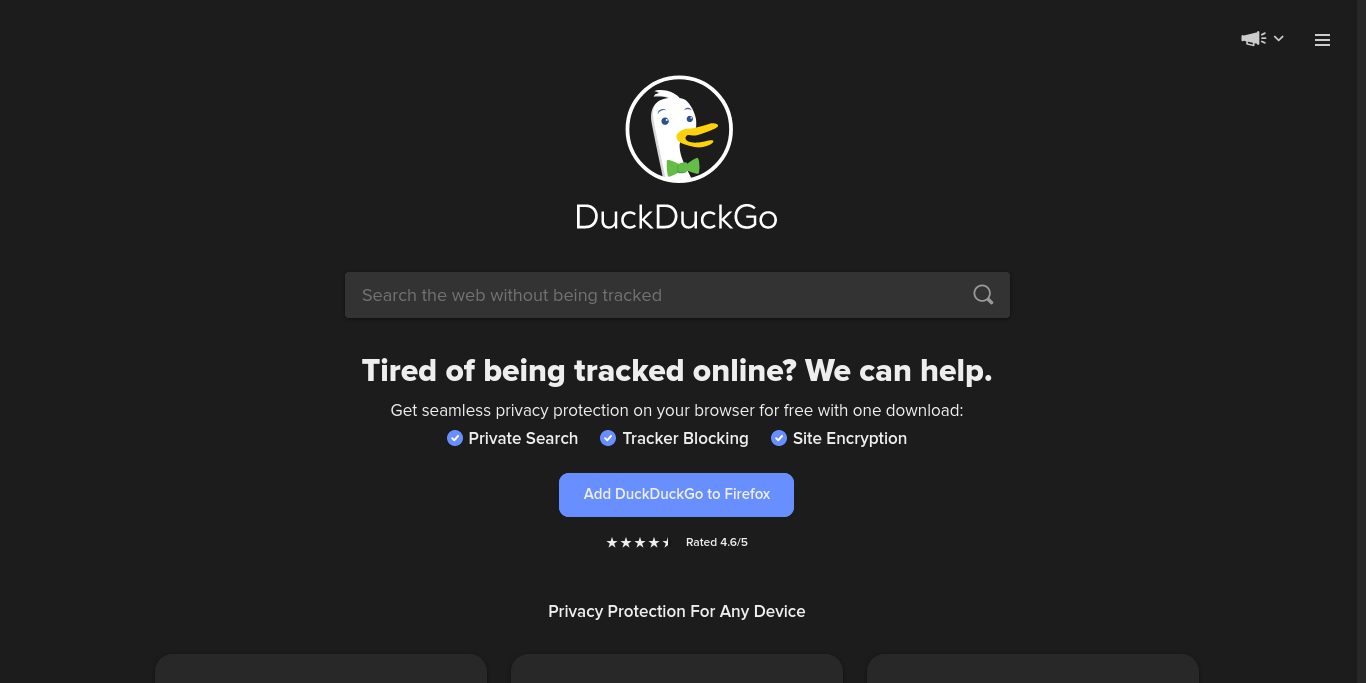 DuckDuckGo
Search the web without being tracked
Tired of being tracked online? We can help.
Get seamless privacy protection on your browser for free with one download:
Private Search Tracker Blocking Site Encryption
Add DuckDuckGo to Firefox
Rated 4.6/5
Privacy Protection For Any Device